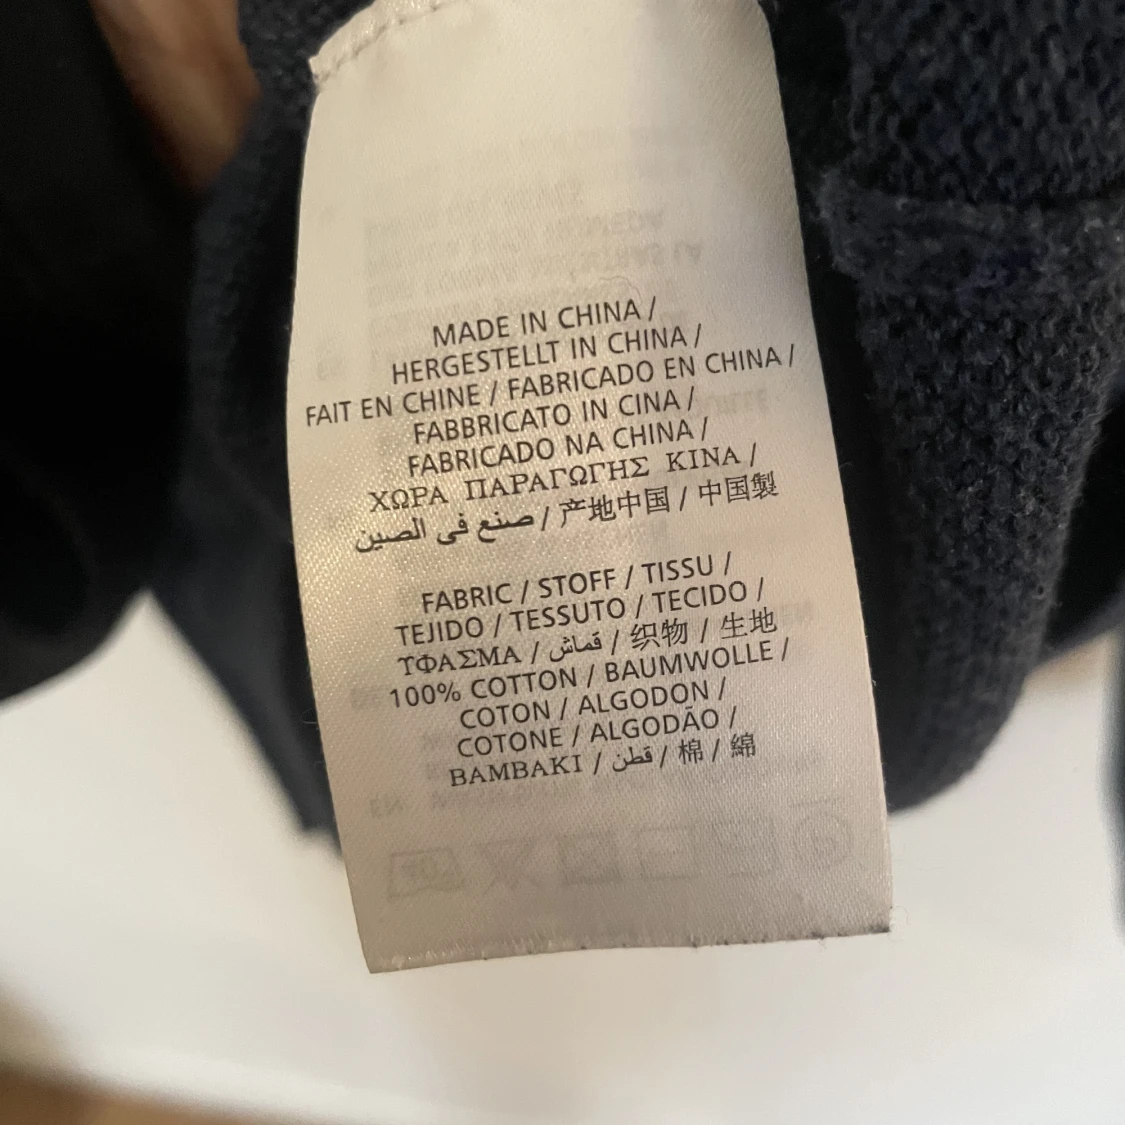 MADE IN CHINA /
HERGESTELLT IN CHINA /
FAIT EN CHINE / FABRICADO EN CHINA /
FABBRICATO IN CINA /
FABRICADO NA CHINA /
ΧΩΡΑ ΠΑΡΑΓΩΓΗΣ ΚΙΝΑ /
صنع في الصين / 产地中国 / 中国製
FABRIC / STOFF / TISSU /
TEJIDO / TESSUTO / TECIDO /
ΥΦΑΣΜΑ / قماش / 织物 / 生地
100% COTTON / BAUMWOLLE /
COTON / ALGODON /
COTONE / ALGODÃO /
ΒΑΜΒΑΚΙ / قطن / 棉 / 綿